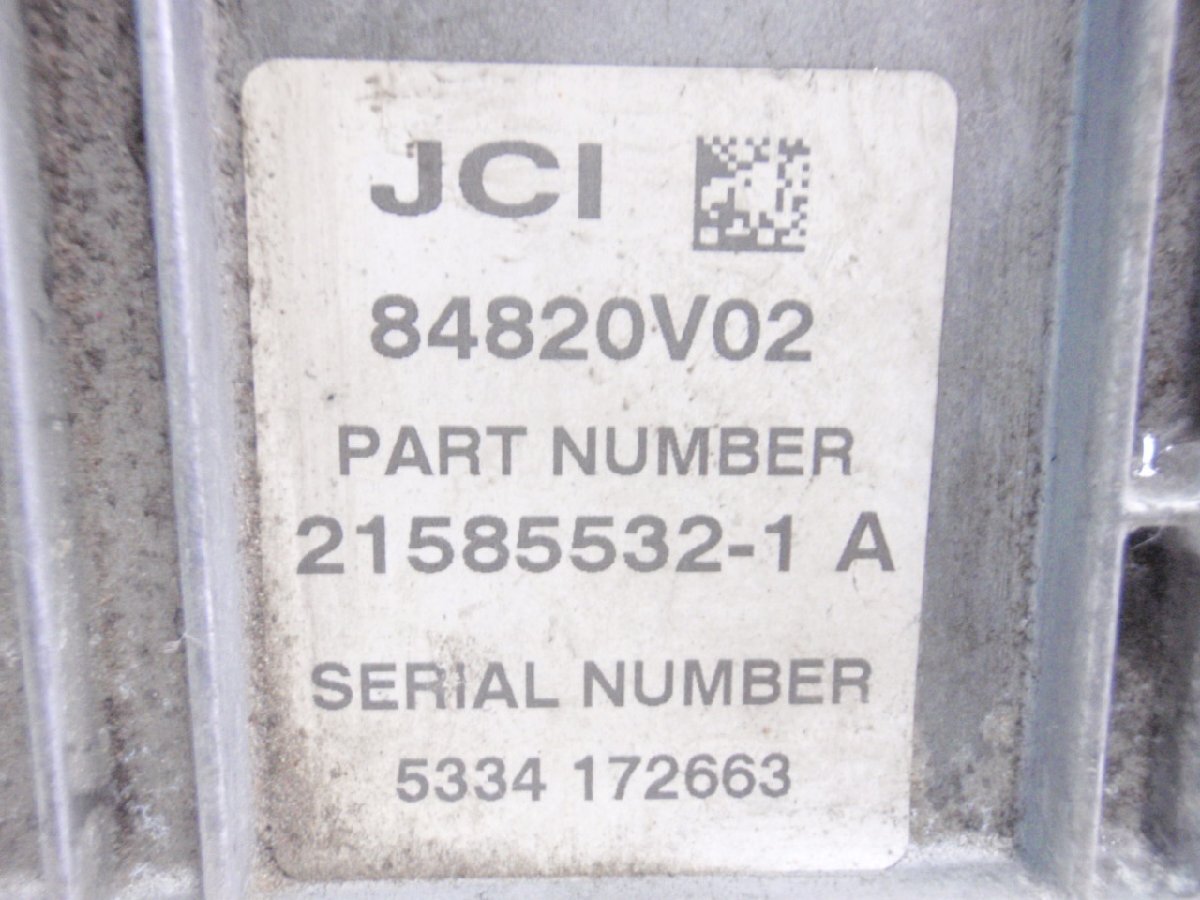 JCI
84820V02
PART NUMBER
21585532-1 A
SERIAL NUMBER
5334 172663